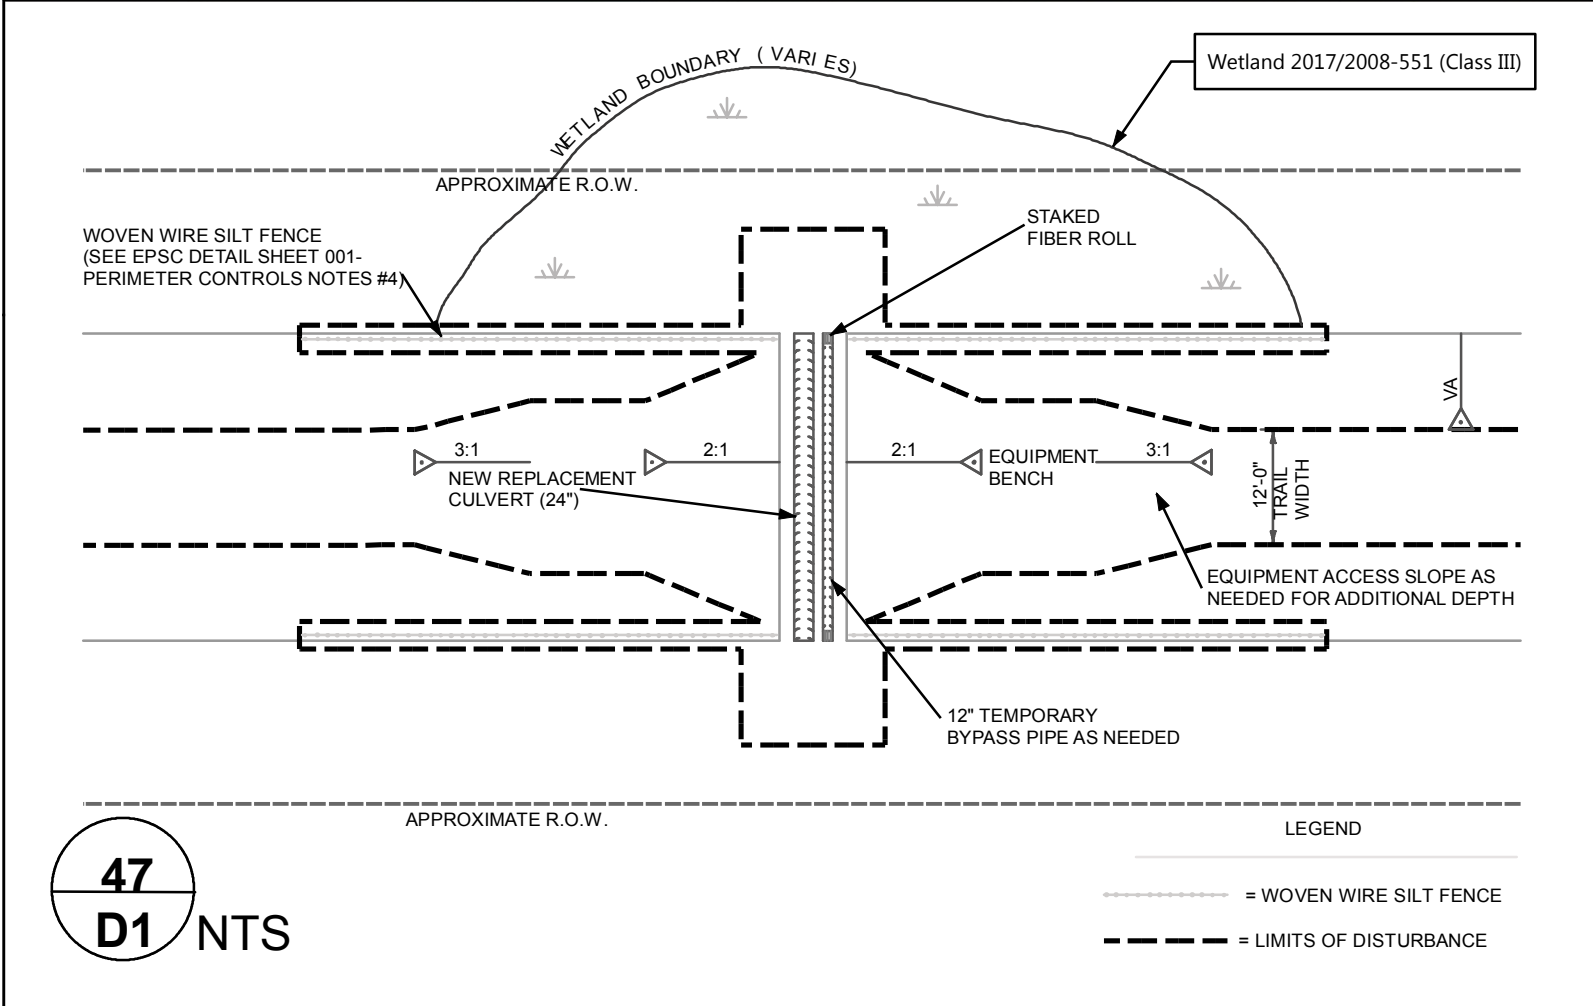 WETLAND BOUNDARY (VARIES)
Wetland 2017/2008-551 (Class III)
APPROXIMATE R.O.W.
STAKED
FIBER ROLL
WOVEN WIRE SILT FENCE
(SEE EPSC DETAIL SHEET 001-
PERIMETER CONTROLS NOTES #4)
VA
3:1
2:1
2:1
EQUIPMENT
BENCH
3:1
NEW REPLACEMENT
CULVERT (24")
12'-0"
TRAIL
WIDTH
EQUIPMENT ACCESS SLOPE AS
NEEDED FOR ADDITIONAL DEPTH
12" TEMPORARY
BYPASS PIPE AS NEEDED
APPROXIMATE R.O.W.
LEGEND
= WOVEN WIRE SILT FENCE
= LIMITS OF DISTURBANCE
47
D1
NTS